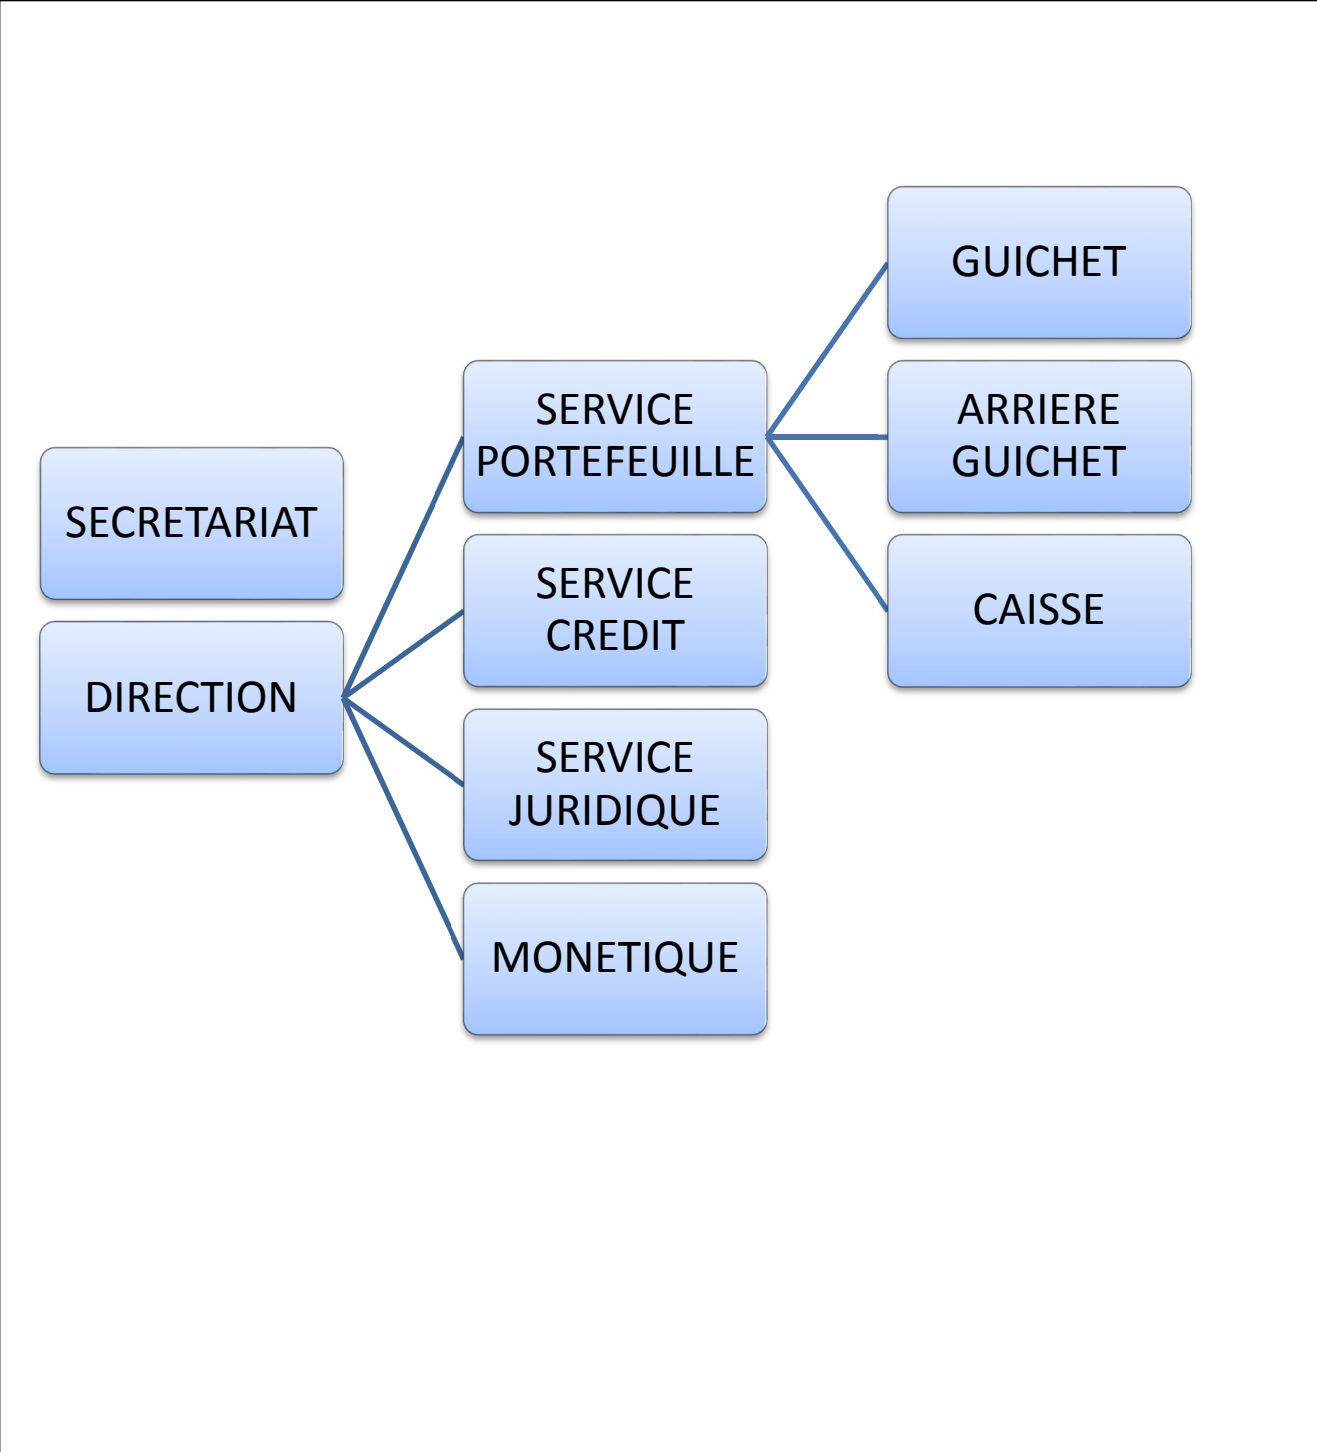 SECRETARIAT
DIRECTION
SERVICE
PORTEFEUILLE
SERVICE
CREDIT
SERVICE
JURIDIQUE
MONETIQUE
GUICHET
ARRIERE
GUICHET
CAISSE